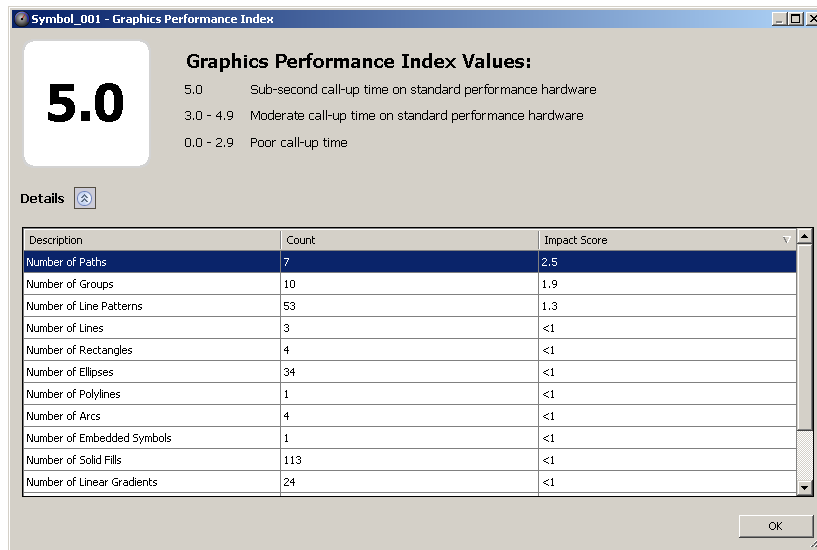 Symbol_001 - Graphics Performance Index
5.0
Graphics Performance Index Values:
5.0 Sub-second call-up time on standard performance hardware
3.0 - 4.9 Moderate call-up time on standard performance hardware
0.0 - 2.9 Poor call-up time
Details
Description Count Impact Score
Number of Paths 7 2.5
Number of Groups 10 1.9
Number of Line Patterns 53 1.3
Number of Lines 3 <1
Number of Rectangles 4 <1
Number of Ellipses 34 <1
Number of Polylines 1 <1
Number of Arcs 4 <1
Number of Embedded Symbols 1 <1
Number of Solid Fills 113 <1
Number of Linear Gradients 24 <1
OK